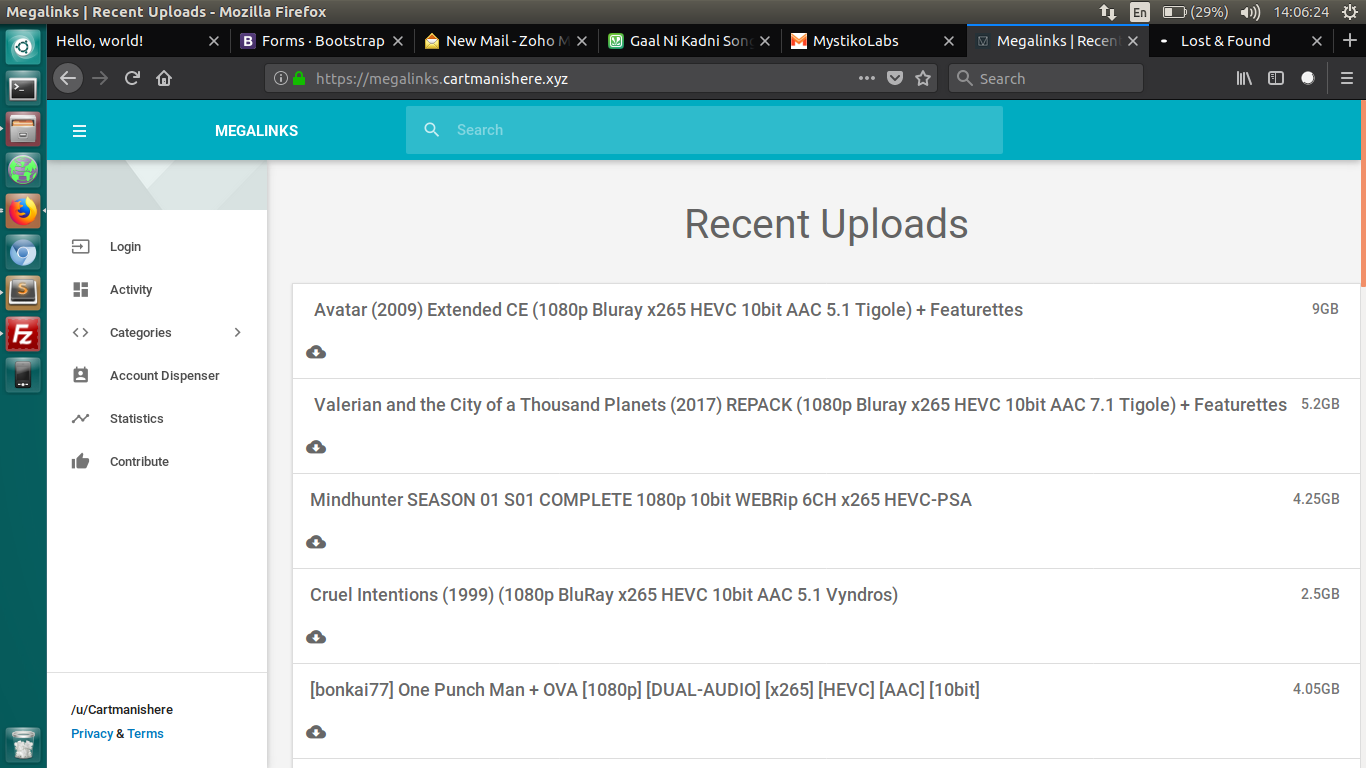 Megalinks | Recent Uploads - Mozilla Firefox
En (29%) 14:06:24
Hello, world!
Forms · Bootstrap
New Mail - Zoho M
Gaal Ni Kadni Song
MystikoLabs
Megalinks | Recent
Lost & Found
https://megalinks.cartmanishere.xyz
Search
MEGALINKS
Search
Recent Uploads
Login
Activity
Categories
Account Dispenser
Statistics
Contribute
/u/Cartmanishere
Privacy & Terms
Avatar (2009) Extended CE (1080p Bluray x265 HEVC 10bit AAC 5.1 Tigole) + Featurettes 9GB
Valerian and the City of a Thousand Planets (2017) REPACK (1080p Bluray x265 HEVC 10bit AAC 7.1 Tigole) + Featurettes 5.2GB
Mindhunter SEASON 01 S01 COMPLETE 1080p 10bit WEBRip 6CH x265 HEVC-PSA 4.25GB
Cruel Intentions (1999) (1080p BluRay x265 HEVC 10bit AAC 5.1 Vyndros) 2.5GB
[bonkai77] One Punch Man + OVA [1080p] [DUAL-AUDIO] [x265] [HEVC] [AAC] [10bit] 4.05GB